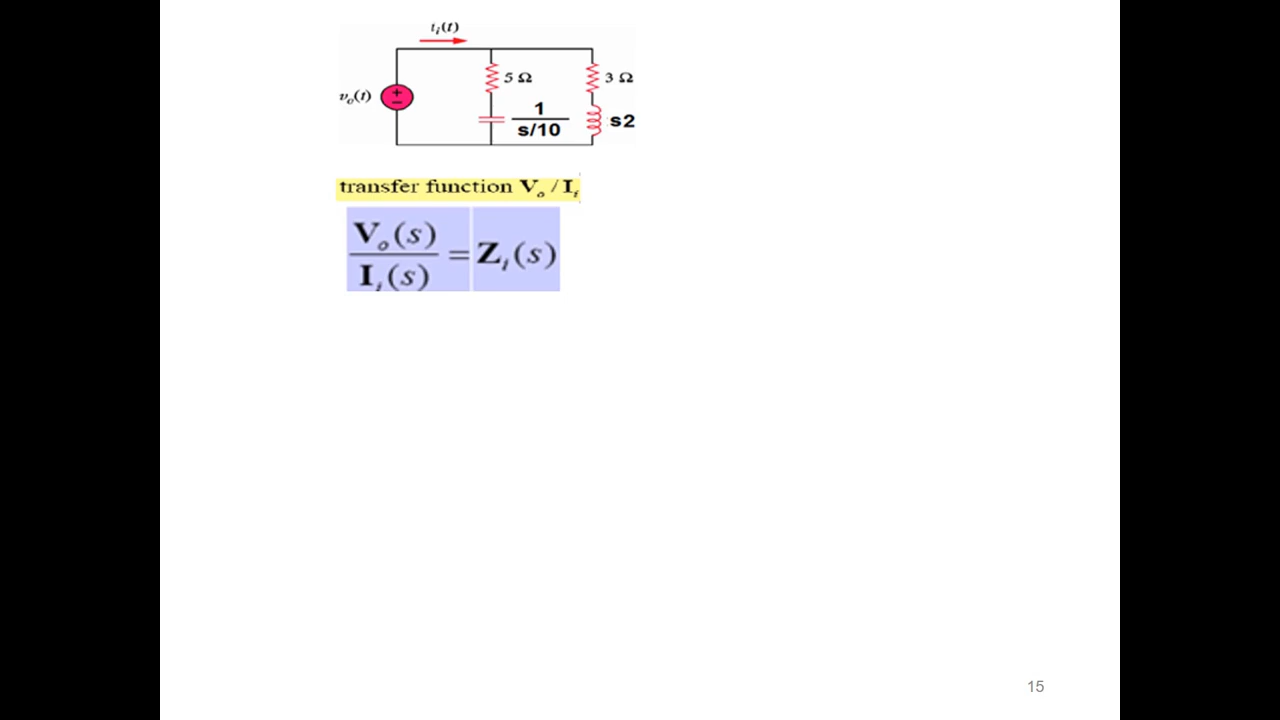 i_i(t)
5 Ω
3 Ω
v_o(t)
+
−
1
s/10
s2
transfer function V_o / I_i
V_o(s)
I_i(s)
= Z_i(s)
15